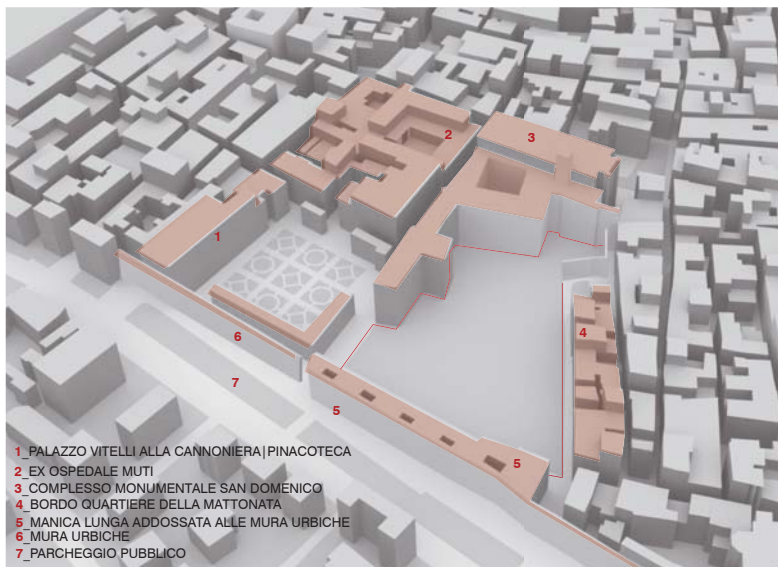 2
3
1
4
6
7
5
5
1_PALAZZO VITELLI ALLA CANNONIERA|PINACOTECA
2_EX OSPEDALE MUTI
3_COMPLESSO MONUMENTALE SAN DOMENICO
4_BORDO QUARTIERE DELLA MATTONATA
5_MANICA LUNGA ADDOSSATA ALLE MURA URBICHE
6_MURA URBICHE
7_PARCHEGGIO PUBBLICO